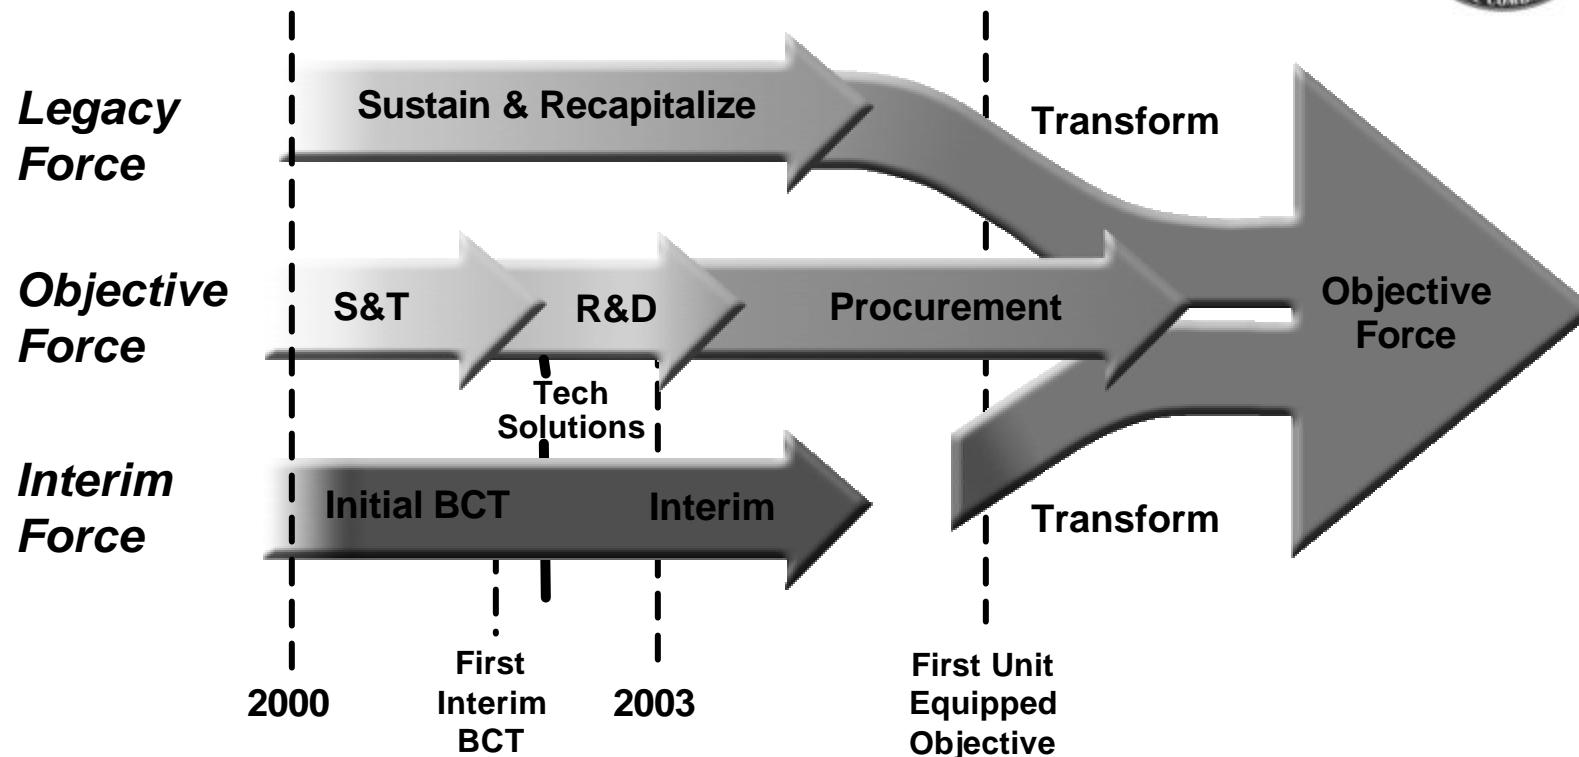 Legacy
Force
Sustain & Recapitalize
Transform
Objective
Force
S&T
R&D
Procurement
Objective
Force
Tech
Solutions
Interim
Force
Initial BCT
Interim
Transform
2000
First
Interim
BCT
2003
First Unit
Equipped
Objective